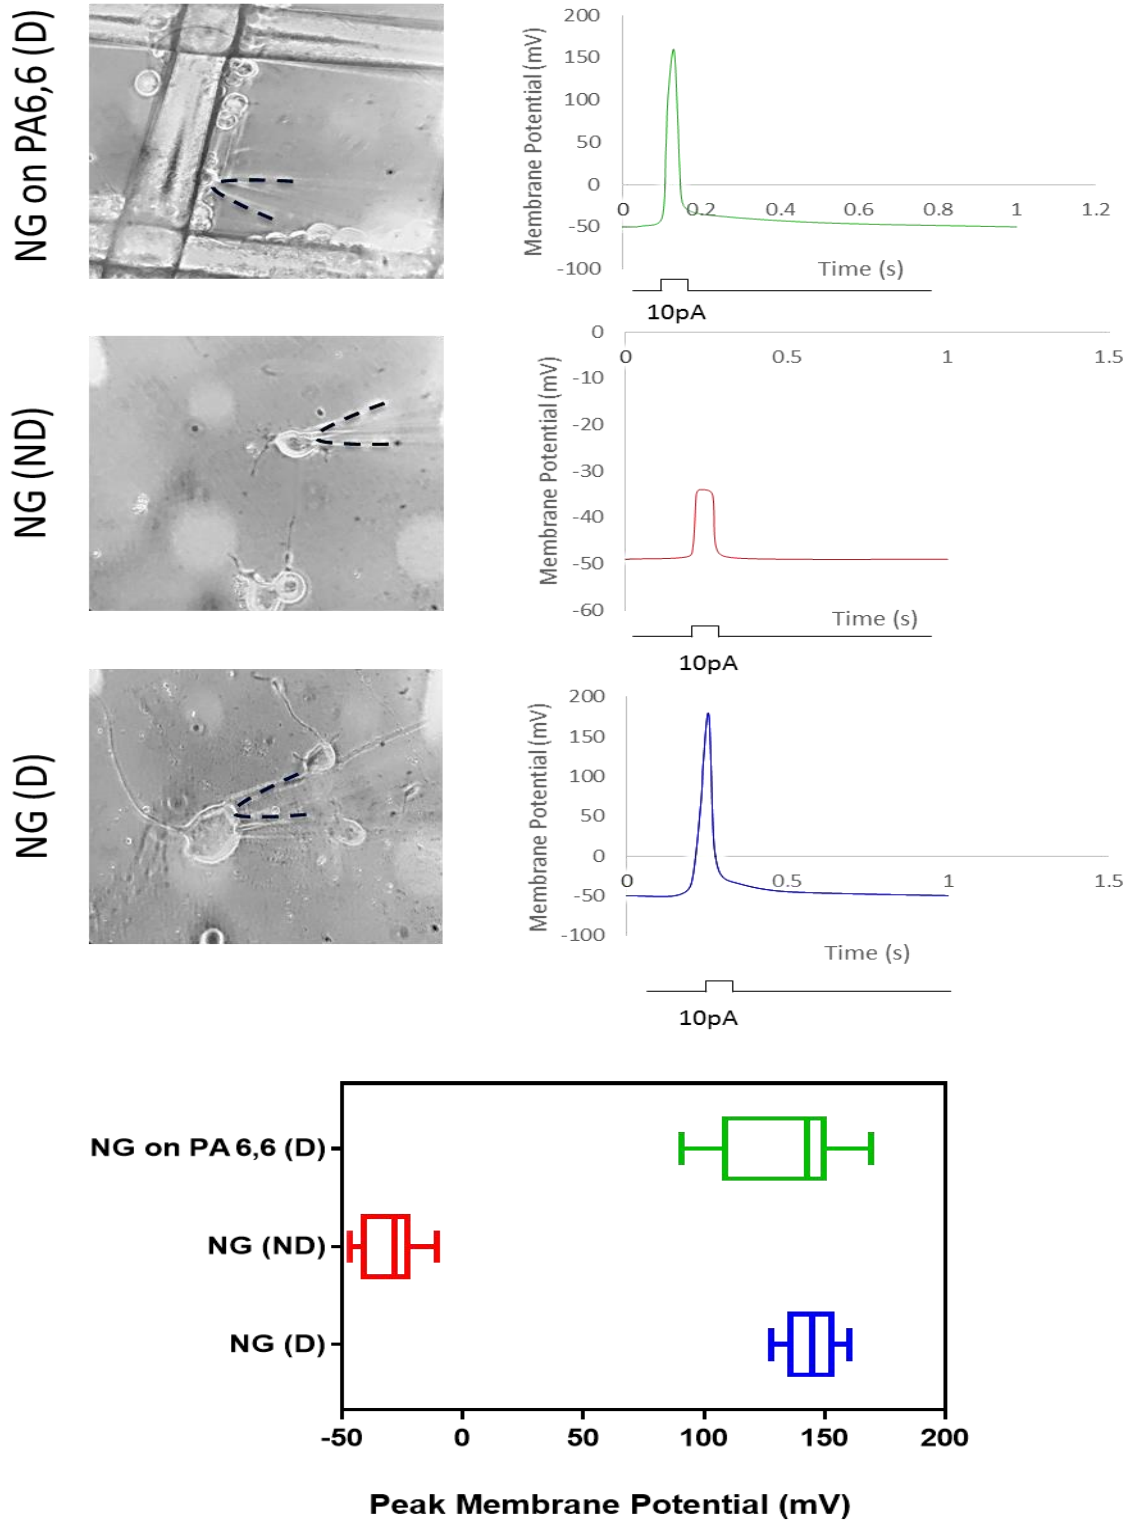 NG on PA6,6 (D)
Membrane Potential (mV)
200
150
100
50
0
-50
-100
0
0.2
0.4
0.6
0.8
1
1.2
Time (s)
10pA
NG (ND)
Membrane Potential (mV)
0
-10
-20
-30
-40
-50
-60
0
0.5
1
1.5
Time (s)
10pA
NG (D)
Membrane Potential (mV)
200
150
100
50
0
-50
-100
0
0.5
1
1.5
Time (s)
10pA
NG on PA 6,6 (D)
NG (ND)
NG (D)
-50
0
50
100
150
200
Peak Membrane Potential (mV)